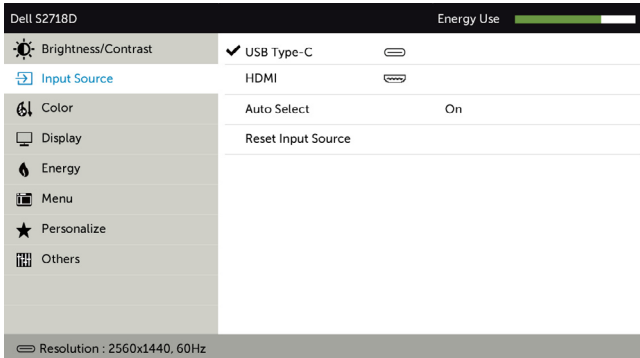 Dell S2718D Energy Use
Brightness/Contrast
USB Type-C
Input Source
HDMI
Color
Auto Select On
Display
Reset Input Source
Energy
Menu
Personalize
Others
Resolution : 2560x1440, 60Hz